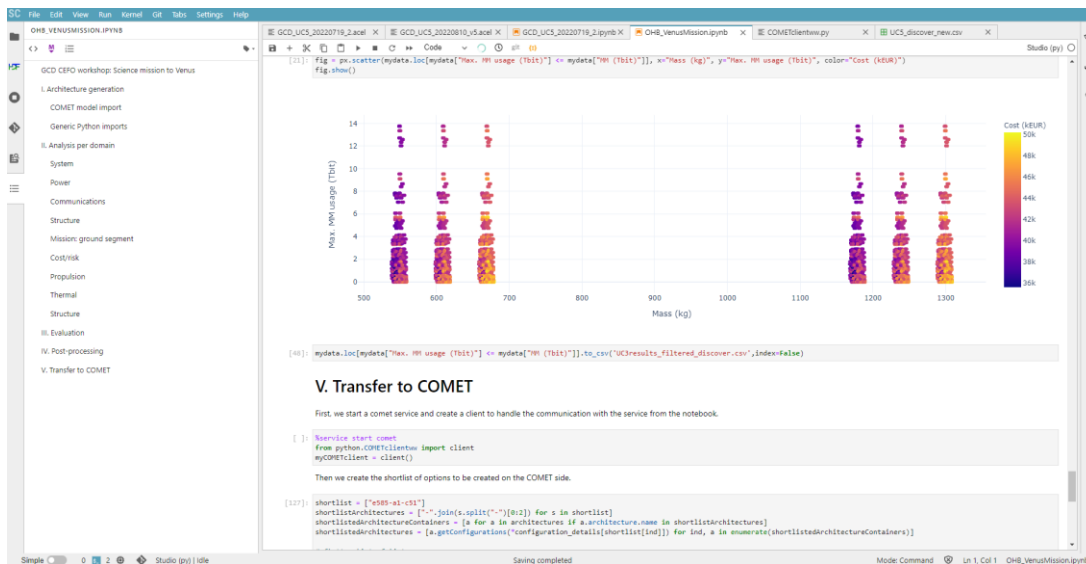 SC File Edit View Run Kernel Git Tabs Settings Help
OHB_VENUSMISSION.IPYNB
GCD CEFO workshop: Science mission to Venus
I. Architecture generation
COMET model import
Generic Python imports
II. Analysis per domain
System
Power
Communications
Structure
Mission: ground segment
Cost/risk
Propulsion
Thermal
Structure
III. Evaluation
IV. Post-processing
V. Transfer to COMET
GCD_UC5_20220719_2.acel X GCD_UC5_20220810_v5.acel X GCD_UC5_20220719_2.ipynb X OHB_VenusMission.ipynb X COMETclientww.py X UC5_discover_new.csv X
Code Studio (py)
[21]: fig = px.scatter(mydata.loc[mydata["Max. MM usage (Tbit)"] <= mydata["MM (Tbit)"]], x="Mass (kg)", y="Max. MM usage (Tbit)", color="Cost (kEUR)")
fig.show()
Max. MM usage (Tbit)
14
12
10
8
6
4
2
0
500 600 700 800 900 1000 1100 1200 1300
Mass (kg)
Cost (kEUR)
50k
48k
46k
44k
42k
40k
38k
36k
[48]: mydata.loc[mydata["Max. MM usage (Tbit)"] <= mydata["MM (Tbit)"]].to_csv('UC3results_filtered_discover.csv',index=False)
V. Transfer to COMET
First, we start a comet service and create a client to handle the communication with the service from the notebook.
[ ]: %service start comet
from python.COMETclientww import client
myCOMETclient = client()
Then we create the shortlist of options to be created on the COMET side.
[127]: shortlist = ["e585-a1-c51"]
shortlistArchitectures = ["-".join(s.split("-")[0:2]) for s in shortlist]
shortlistedArchitectureContainers = [a for a in architectures if a.architecture.name in shortlistArchitectures]
shortlistedArchitectures = [a.getConfigurations(*configuration_details[shortlist[ind]]) for ind, a in enumerate(shortlistedArchitectureContainers)]
Simple 0 2 Studio (py) | Idle Saving completed Mode: Command Ln 1, Col 1 OHB_VenusMission.ipynb